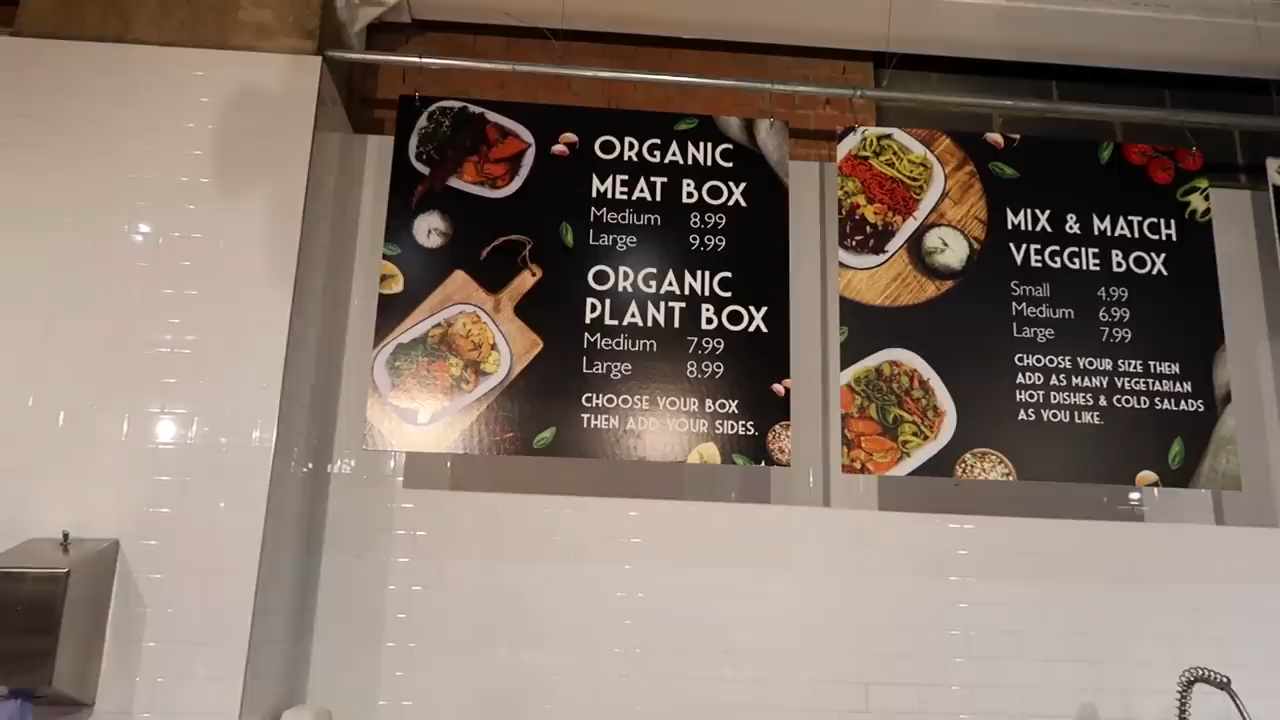 ORGANIC
MEAT BOX
Medium 8.99
Large 9.99
ORGANIC
PLANT BOX
Medium 7.99
Large 8.99
CHOOSE YOUR BOX
THEN ADD YOUR SIDES.
MIX & MATCH
VEGGIE BOX
Small 4.99
Medium 6.99
Large 7.99
CHOOSE YOUR SIZE THEN
ADD AS MANY VEGETARIAN
HOT DISHES & COLD SALADS
AS YOU LIKE.